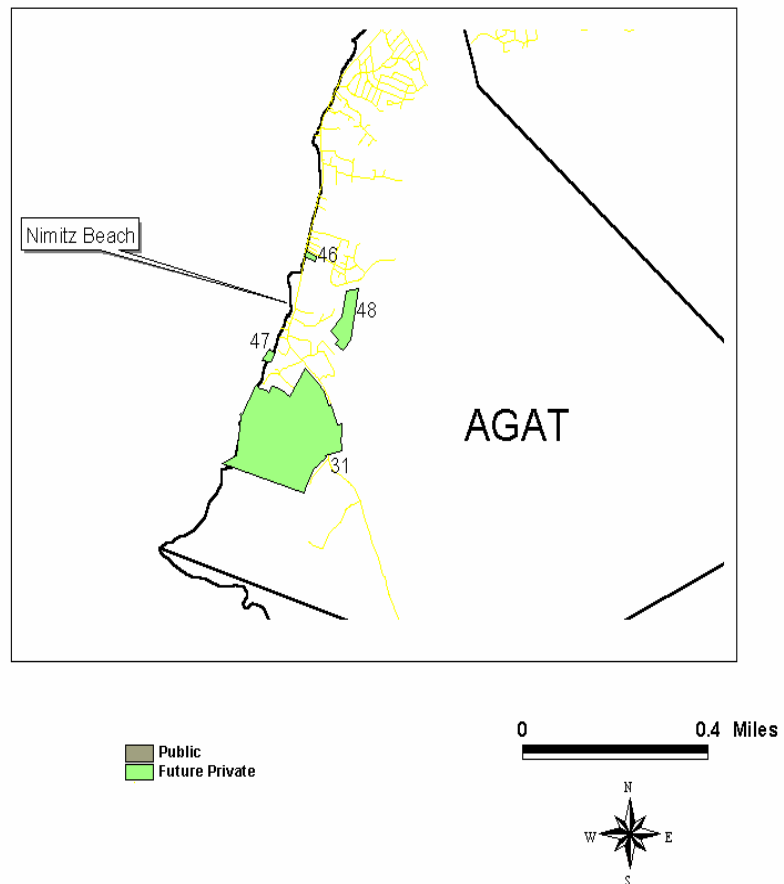 Nimitz Beach
46
48
47
AGAT
31
Public
Future Private
0 0.4 Miles
N
W E
S